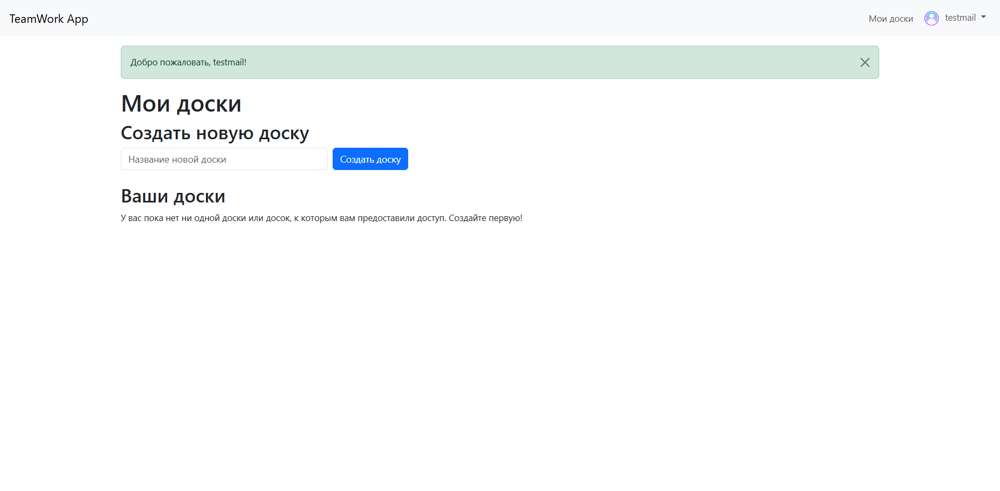 TeamWork App
Мои доски
testmail
Добро пожаловать, testmail!
Мои доски
Создать новую доску
Название новой доски
Создать доску
Ваши доски
У вас пока нет ни одной доски или досок, к которым вам предоставили доступ. Создайте первую!